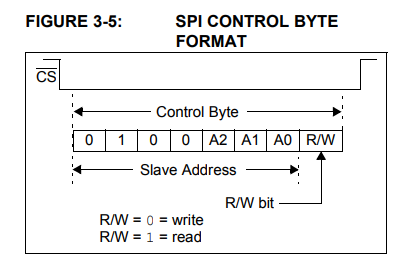 FIGURE 3-5: SPI CONTROL BYTE
FORMAT
CS
Control Byte
0 1 0 0 A2 A1 A0 R/W
Slave Address
R/W bit
R/W = 0 = write
R/W = 1 = read